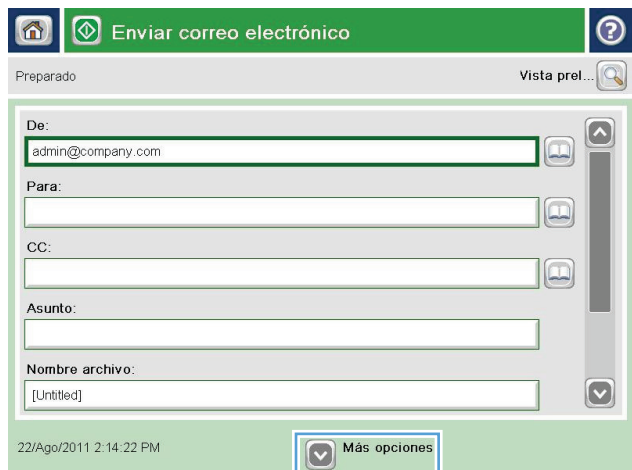 Enviar correo electrónico
?
Preparado
Vista prel...
De:
admin@company.com
Para:
CC:
Asunto:
Nombre archivo:
[Untitled]
22/Ago/2011 2:14:22 PM
Más opciones